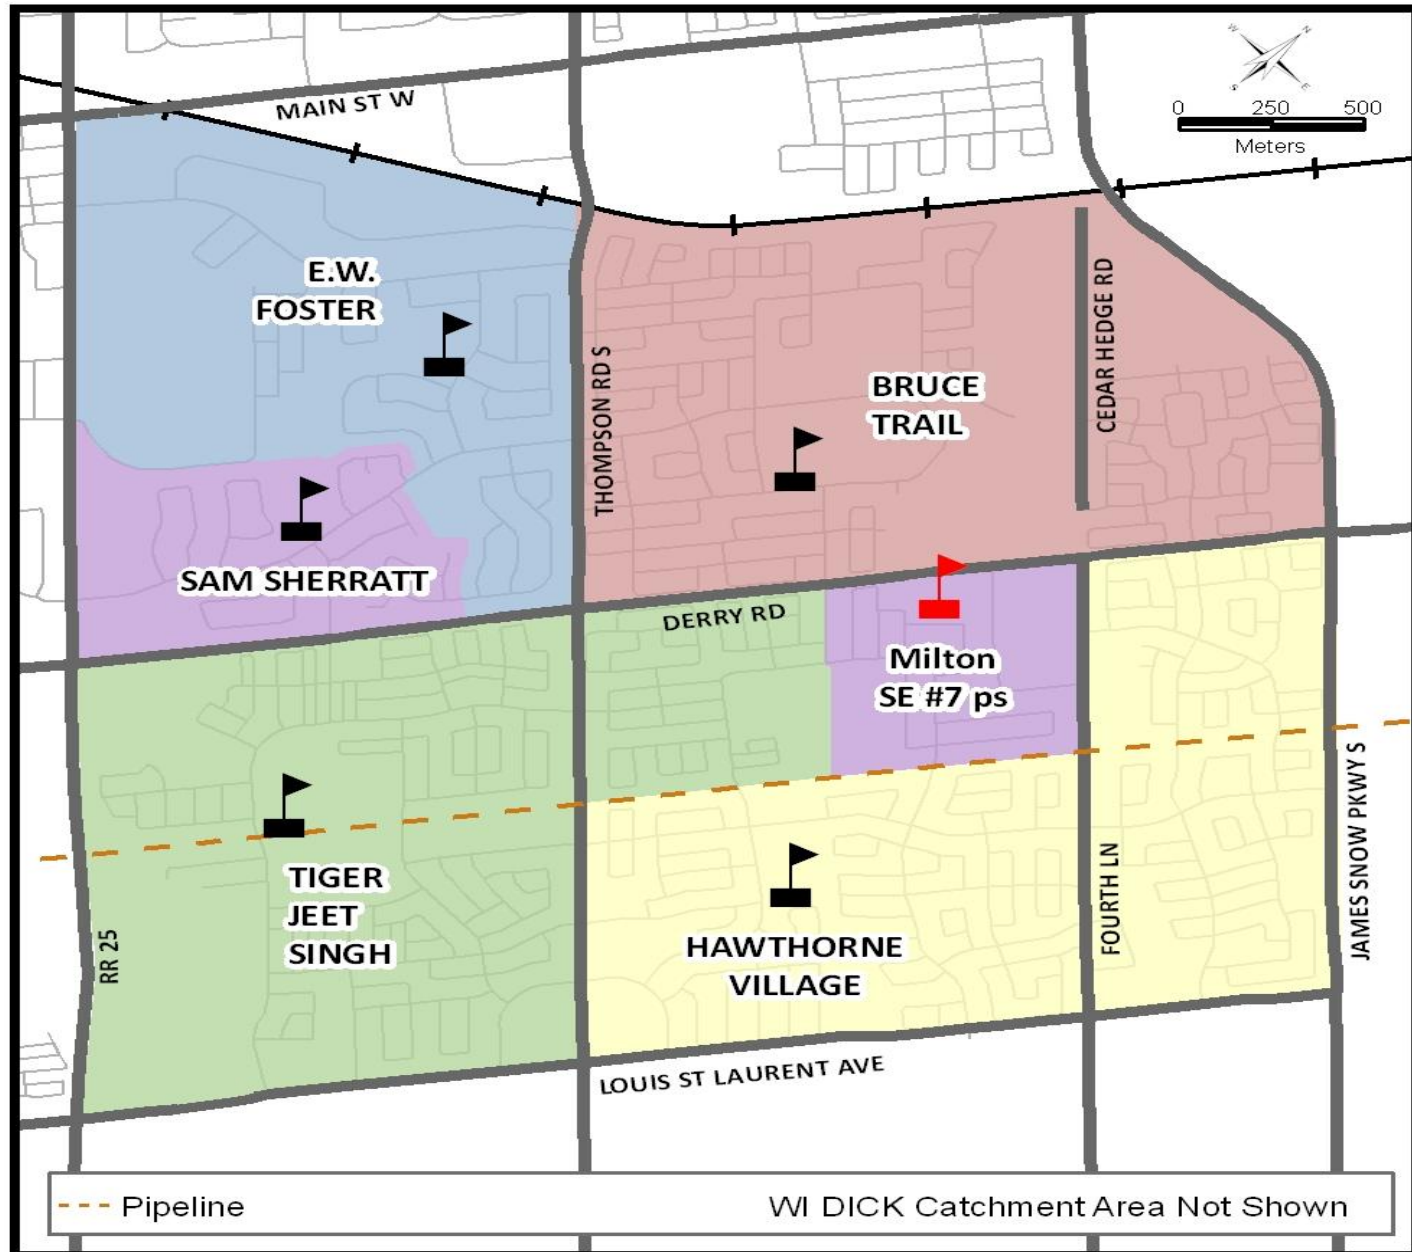 W
N
S
E
0 250 500
Meters
MAIN ST W
E.W.
FOSTER
THOMPSON RD S
CEDAR HEDGE RD
BRUCE
TRAIL
SAM SHERRATT
DERRY RD
Milton
SE #7 ps
TIGER
JEET
SINGH
RR 25
HAWTHORNE
VILLAGE
FOURTH LN
JAMES SNOW PKWY S
LOUIS ST LAURENT AVE
Pipeline
WI DICK Catchment Area Not Shown